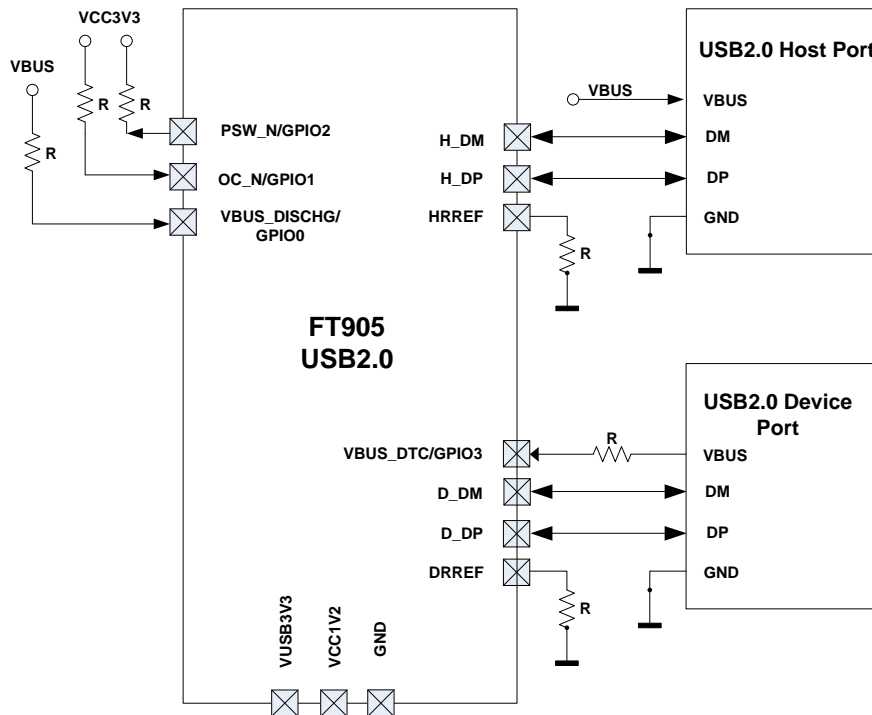 VCC3V3
VBUS
R
R
R
PSW_N/GPIO2
OC_N/GPIO1
VBUS_DISCHG/
GPIO0
FT905
USB2.0
H_DM
H_DP
HRREF
R
VBUS
USB2.0 Host Port
VBUS
DM
DP
GND
VBUS_DTC/GPIO3
D_DM
D_DP
DRREF
R
R
USB2.0 Device
Port
VBUS
DM
DP
GND
VUSB3V3
VCC1V2
GND